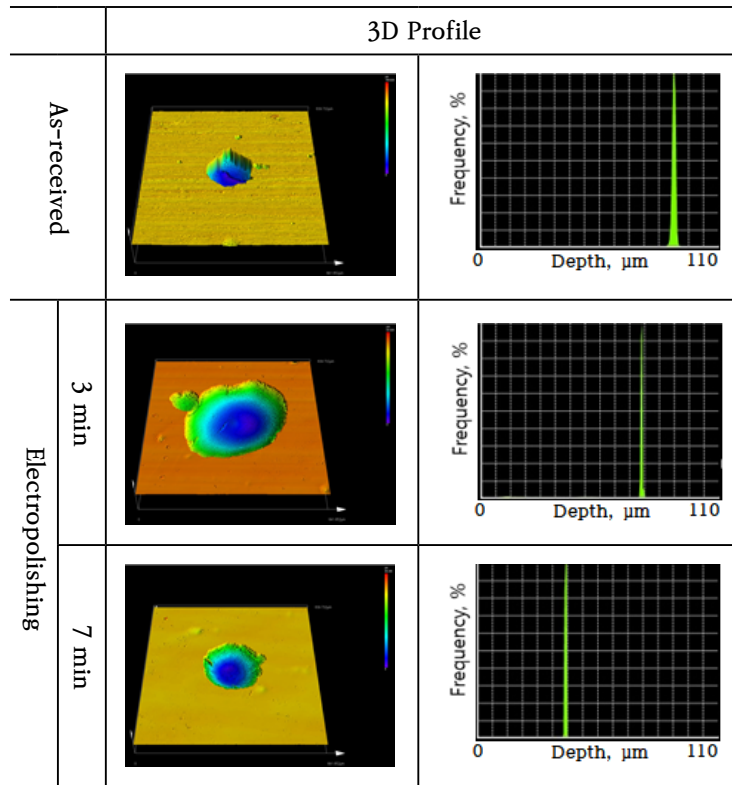 3D Profile
As-received
Frequency, %
0 Depth, μm 110
Electropolishing
3 min
Frequency, %
0 Depth, μm 110
7 min
Frequency, %
0 Depth, μm 110